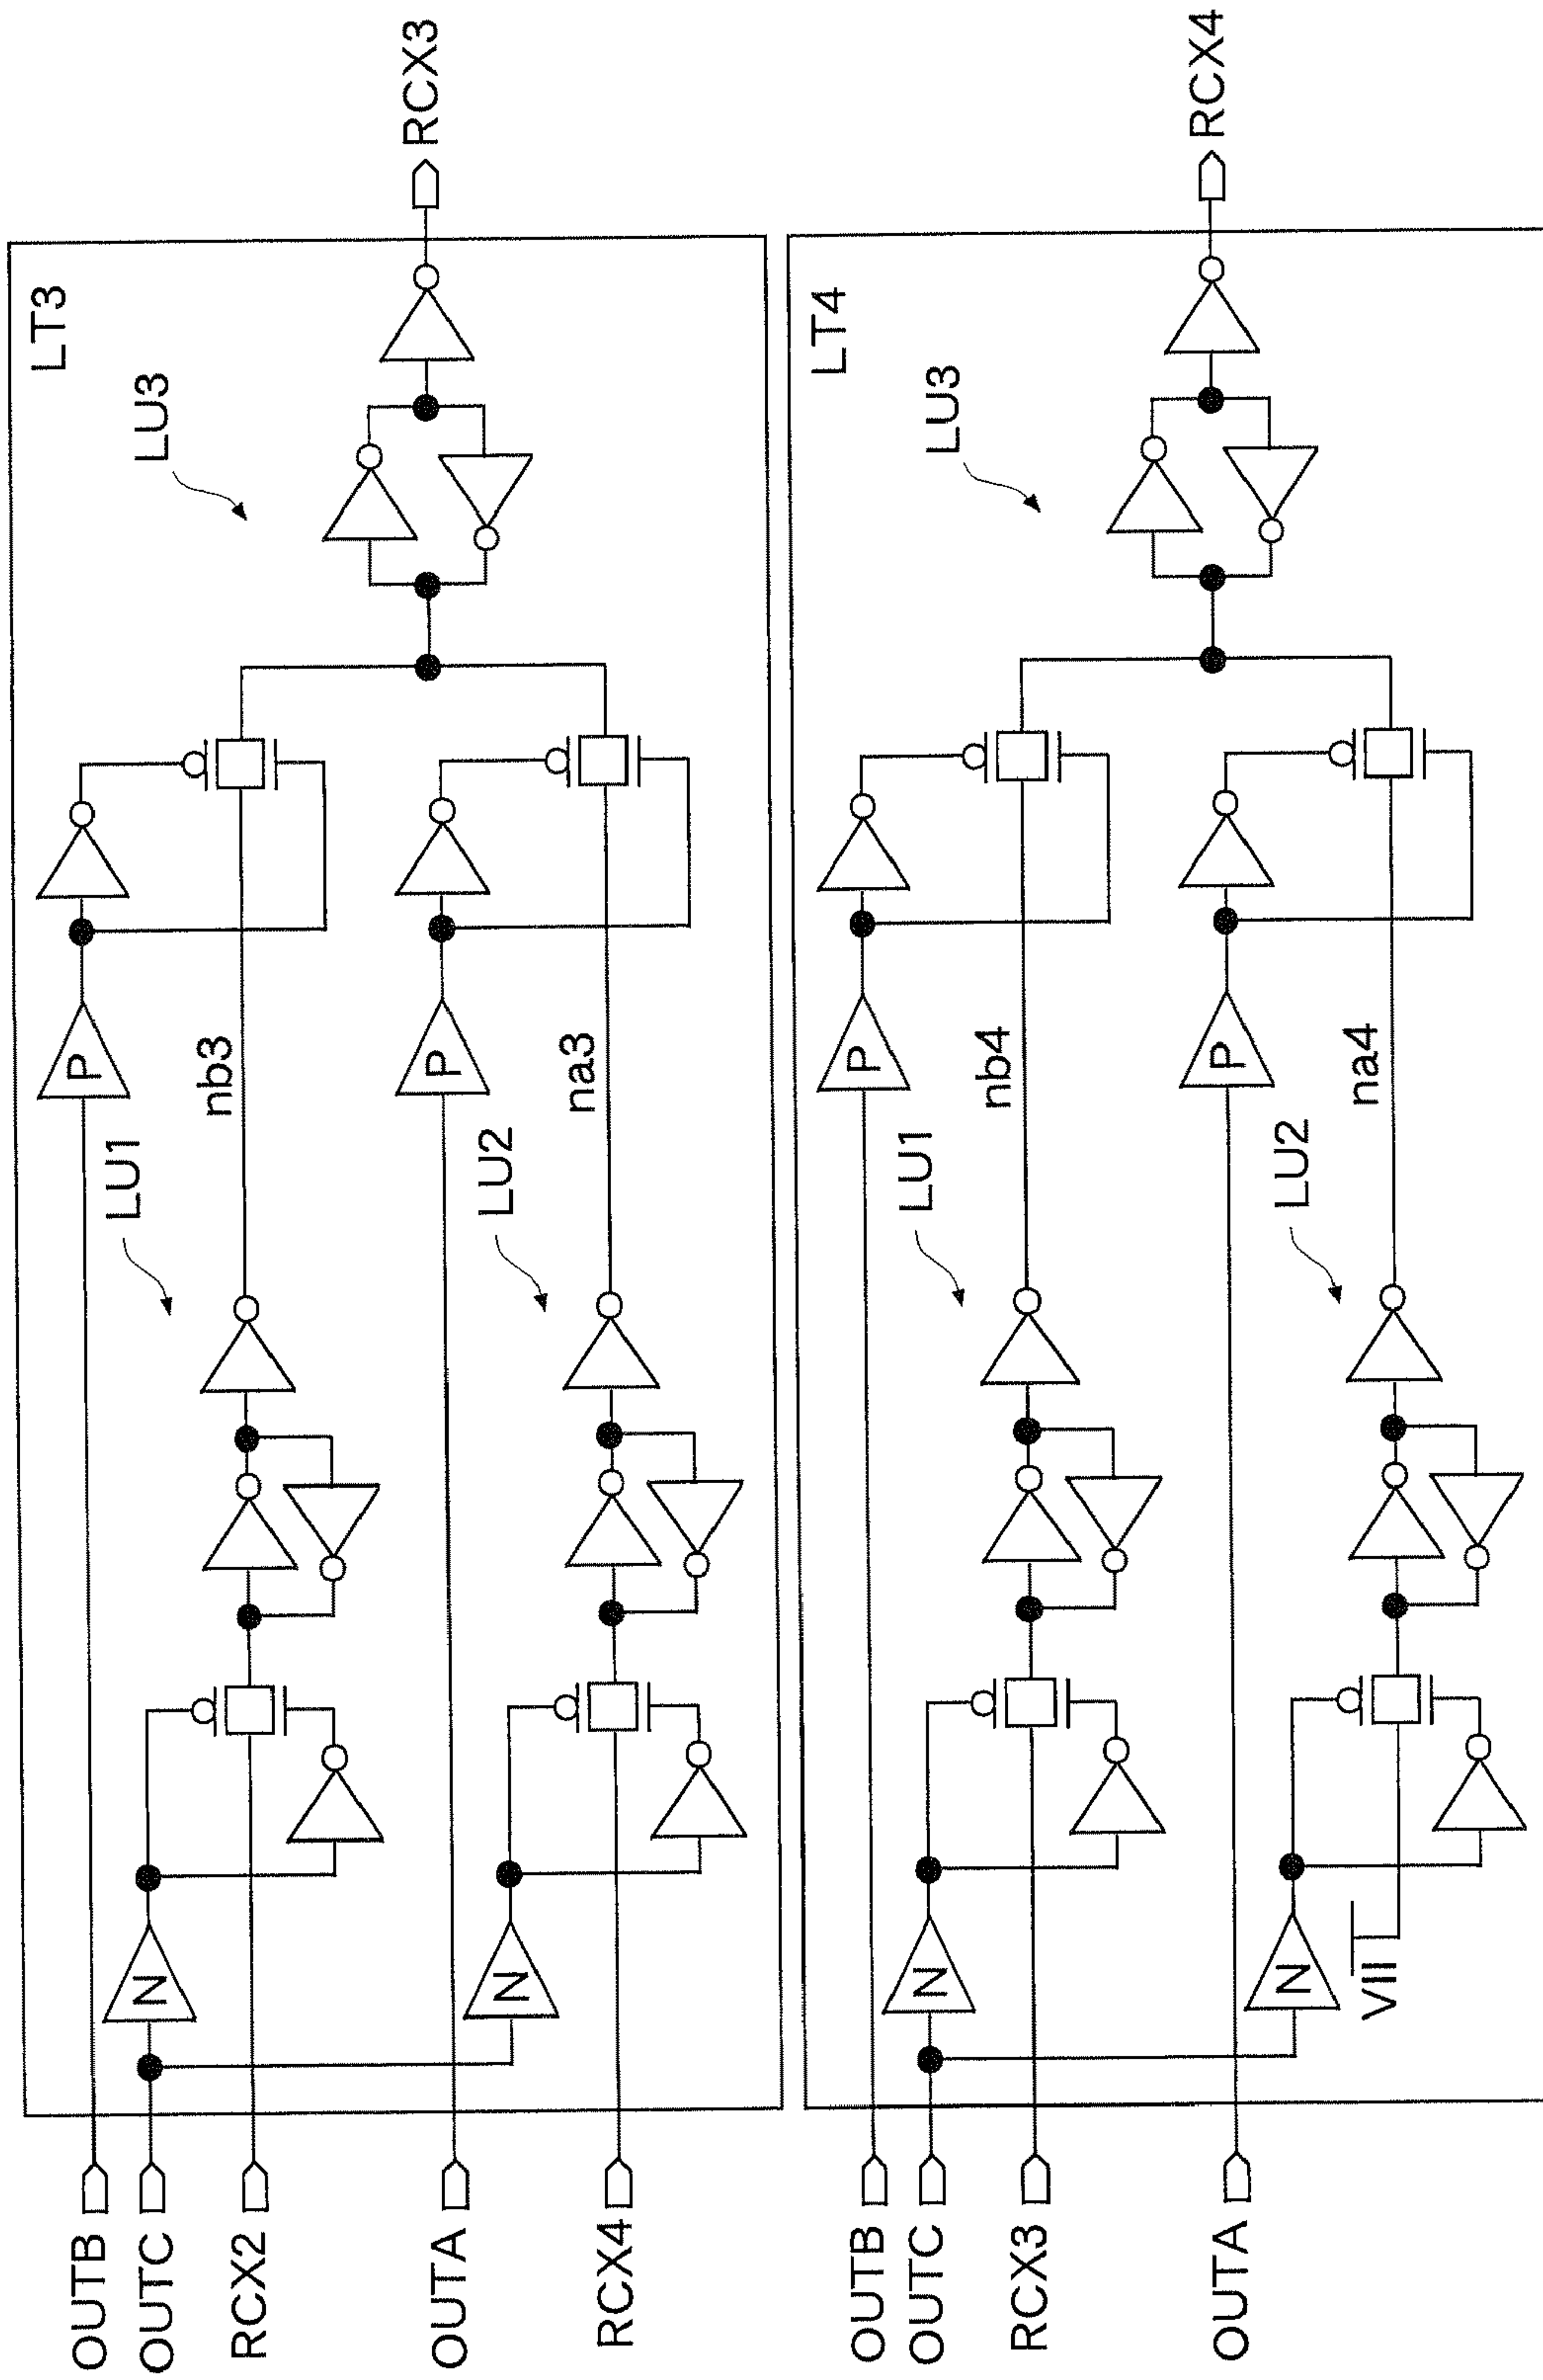 LT3
OUTB
P
LU1
OUTC
N
nb3
RCX2
LU3
RCX3
OUTA
P
LU2
N
na3
RCX4
LT4
OUTB
P
LU1
OUTC
N
nb4
RCX3
LU3
RCX4
OUTA
P
LU2
N
na4
VII